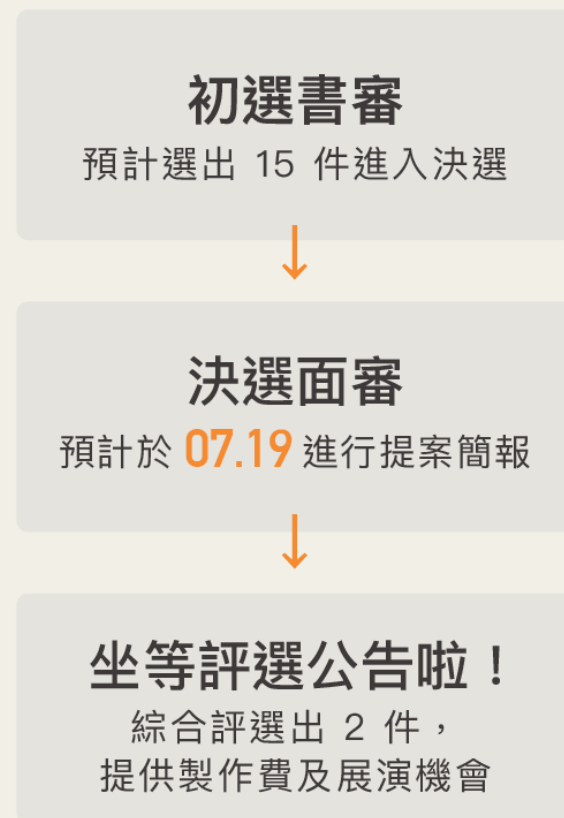 初選書審
預計選出 15 件進入決選
決選面審
預計於 07.19 進行提案簡報
坐等評選公告啦！
綜合評選出 2 件，
提供製作費及展演機會